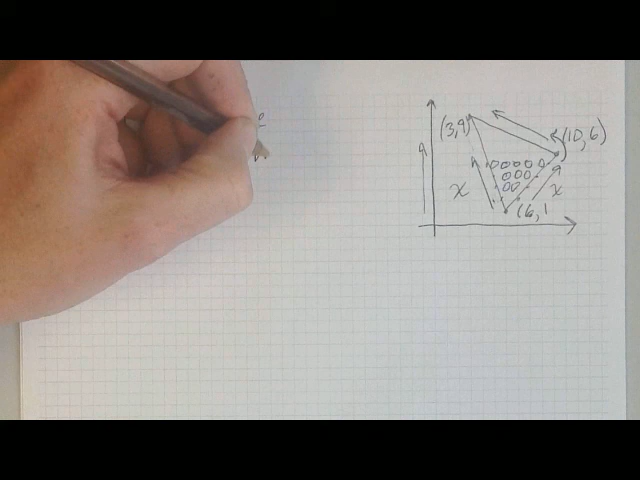 (3,9)
(10,6)
x
x
(6,1